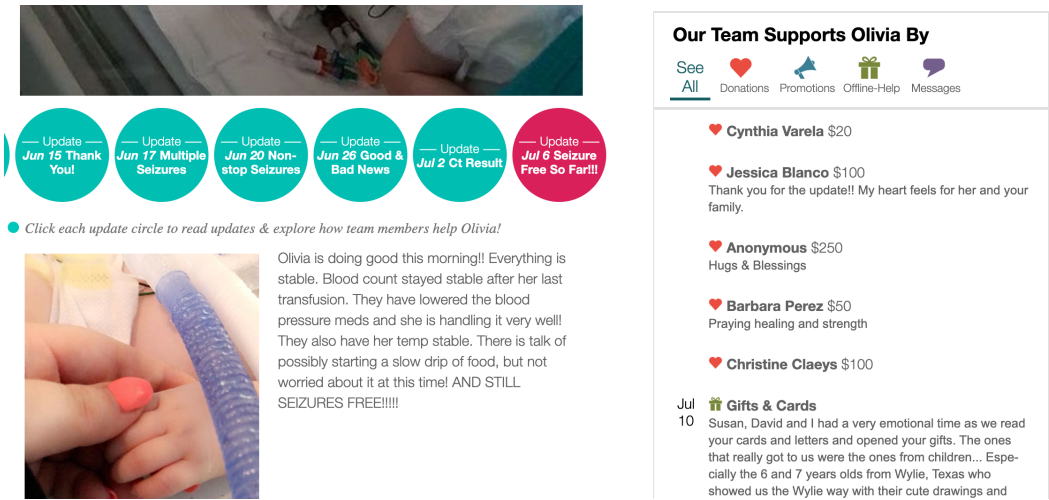 Update
Jun 15 Thank
You!
Update
Jun 17 Multiple
Seizures
Update
Jun 20 Non-
stop Seizures
Update
Jun 26 Good &
Bad News
Update
Jul 2 Ct Result
Update
Jul 6 Seizure
Free So Far!!!
Click each update circle to read updates & explore how team members help Olivia!
Olivia is doing good this morning!! Everything is
stable. Blood count stayed stable after her last
transfusion. They have lowered the blood
pressure meds and she is handling it very well!
They also have her temp stable. There is talk of
possibly starting a slow drip of food, but not
worried about it at this time! AND STILL
SEIZURES FREE!!!!!
Our Team Supports Olivia By
See
All
Donations
Promotions
Offline-Help
Messages
Cynthia Varela $20
Jessica Blanco $100
Thank you for the update!! My heart feels for her and your
family.
Anonymous $250
Hugs & Blessings
Barbara Perez $50
Praying healing and strength
Christine Claeys $100
Jul
10
Gifts & Cards
Susan, David and I had a very emotional time as we read
your cards and letters and opened your gifts. The ones
that really got to us were the ones from children... Espe-
cially the 6 and 7 years olds from Wylie, Texas who
showed us the Wylie way with their cute drawings and